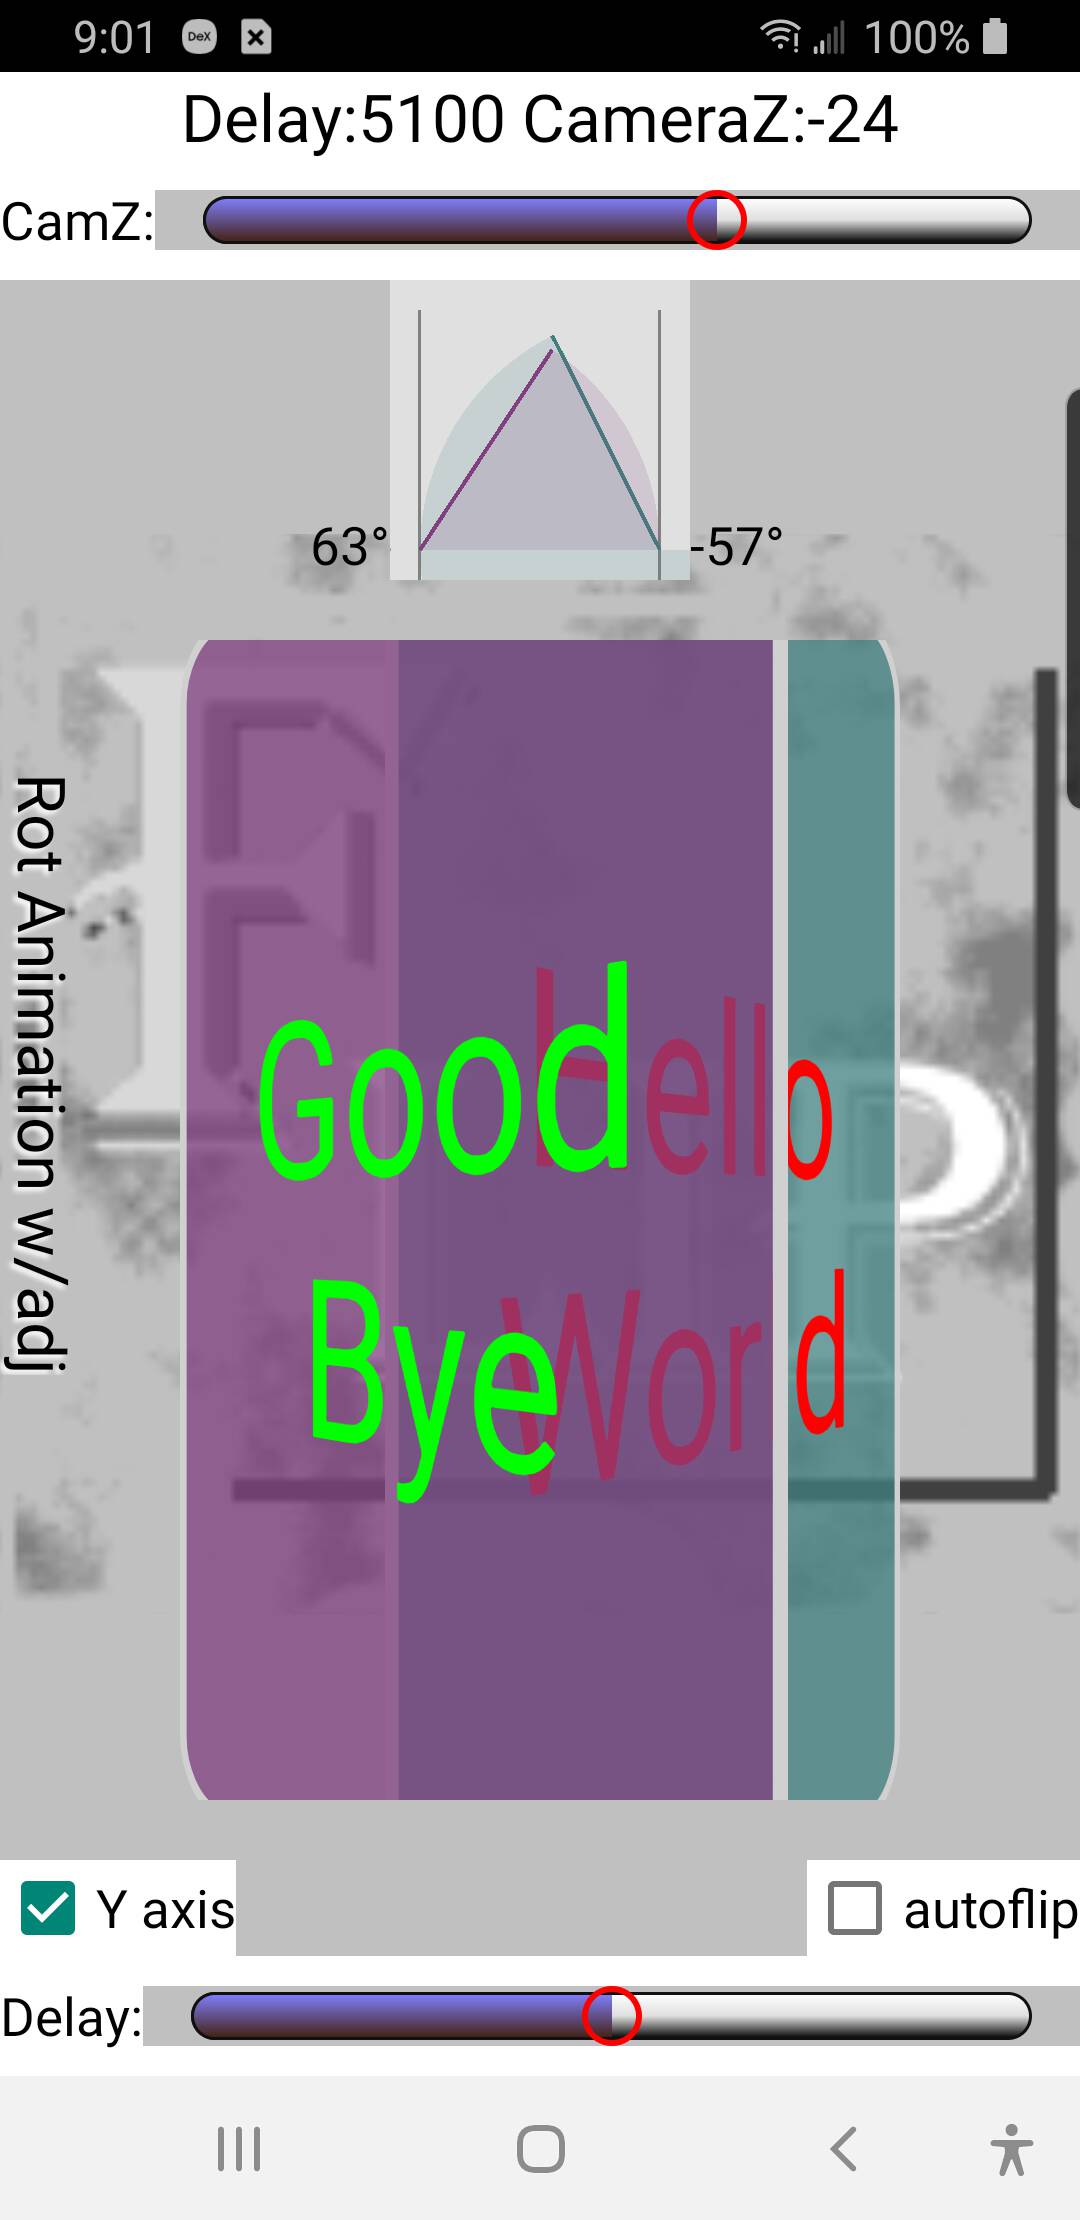 9:01 DeX 100%
Delay:5100 CameraZ:-24
CamZ:
63° -57°
Rot Animation w/adj
Good
Hello
Bye
Wor d
Y axis autoflip
Delay: